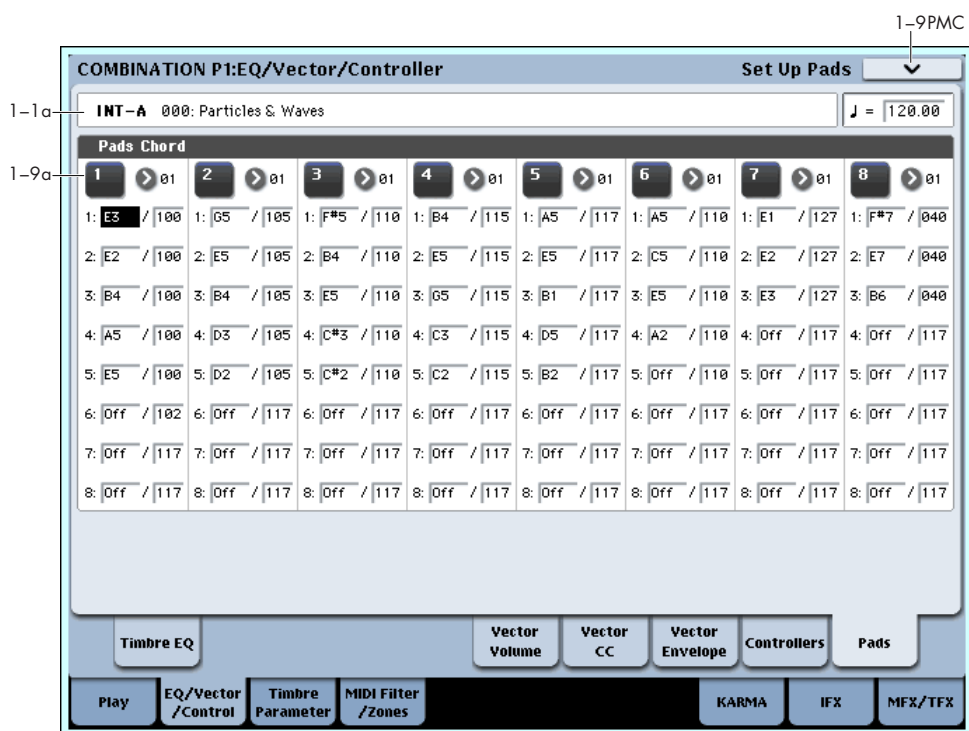 1–9PMC
COMBINATION P1:EQ/Vector/Controller Set Up Pads
1–1a
INT-A 000: Particles & Waves ♩ = 120.00
Pads Chord
1–9a
1 01 2 01 3 01 4 01 5 01 6 01 7 01 8 01
1: E3 / 100 1: G5 / 105 1: F#5 / 110 1: B4 / 115 1: A5 / 117 1: A5 / 110 1: E1 / 127 1: F#7 / 040
2: E2 / 100 2: E5 / 105 2: B4 / 110 2: E5 / 115 2: E5 / 117 2: C5 / 110 2: E2 / 127 2: E7 / 040
3: B4 / 100 3: B4 / 105 3: E5 / 110 3: G5 / 115 3: B1 / 117 3: E5 / 110 3: E3 / 127 3: B6 / 040
4: A5 / 100 4: D3 / 105 4: C#3 / 110 4: C3 / 115 4: D5 / 117 4: A2 / 110 4: Off / 117 4: Off / 117
5: E5 / 100 5: D2 / 105 5: C#2 / 110 5: C2 / 115 5: B2 / 117 5: Off / 110 5: Off / 117 5: Off / 117
6: Off / 102 6: Off / 117 6: Off / 117 6: Off / 117 6: Off / 117 6: Off / 117 6: Off / 117 6: Off / 117
7: Off / 117 7: Off / 117 7: Off / 117 7: Off / 117 7: Off / 117 7: Off / 117 7: Off / 117 7: Off / 117
8: Off / 117 8: Off / 117 8: Off / 117 8: Off / 117 8: Off / 117 8: Off / 117 8: Off / 117 8: Off / 117
Timbre EQ
Vector
Volume
Vector
CC
Vector
Envelope
Controllers
Pads
Play
EQ/Vector
/Control
Timbre
Parameter
MIDI Filter
/Zones
KARMA
IFX
MFX/TFX